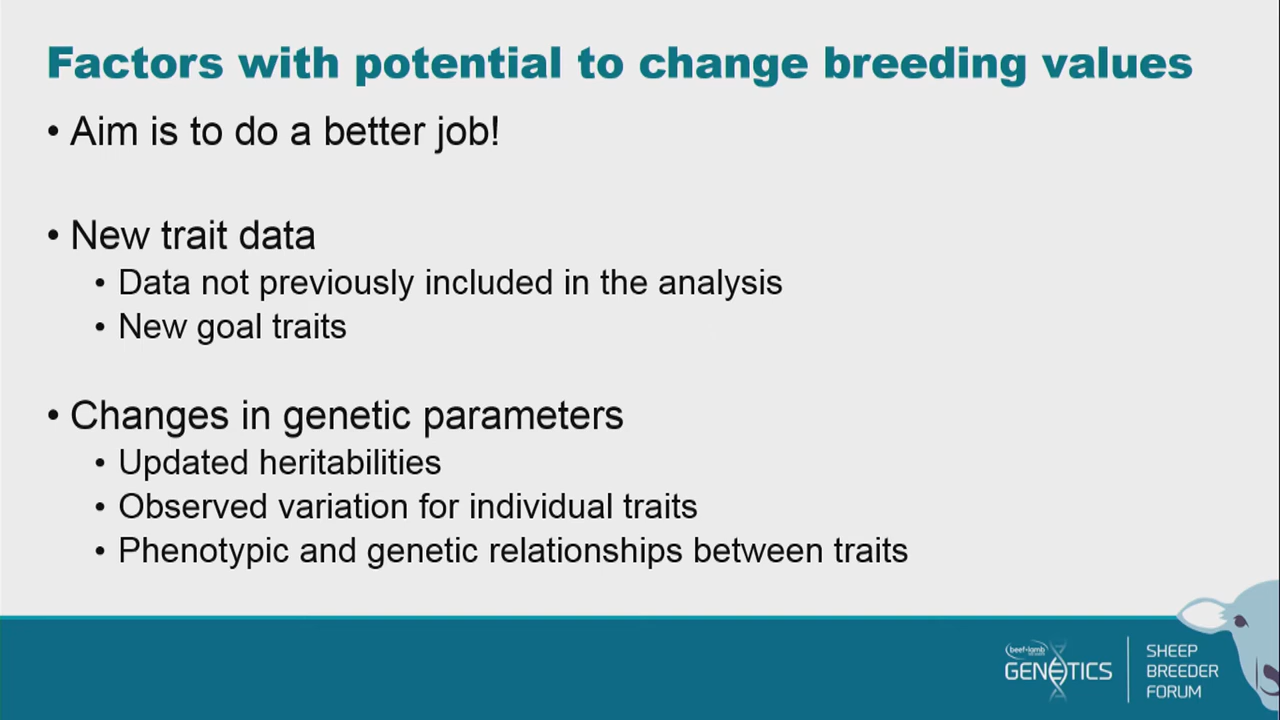 Factors with potential to change breeding values
• Aim is to do a better job!
• New trait data
• Data not previously included in the analysis
• New goal traits
• Changes in genetic parameters
• Updated heritabilities
• Observed variation for individual traits
• Phenotypic and genetic relationships between traits
beef+lamb
GENETICS
SHEEP
BREEDER
FORUM